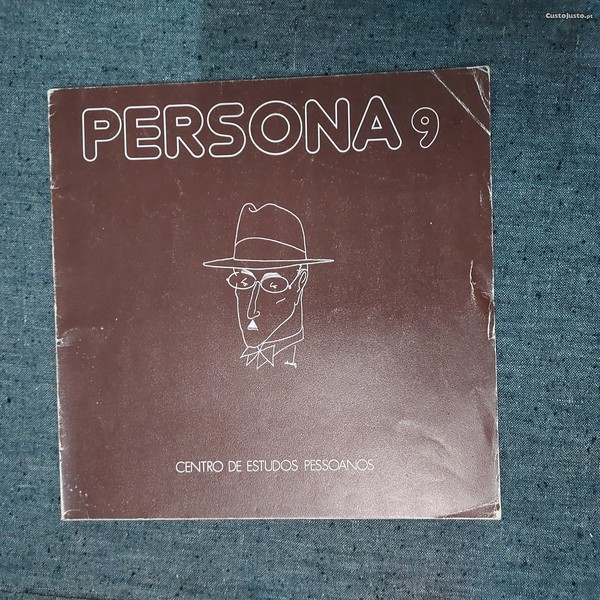 CustoJusto.pt
PERSONA 9
CENTRO DE ESTUDOS PESSOANOS